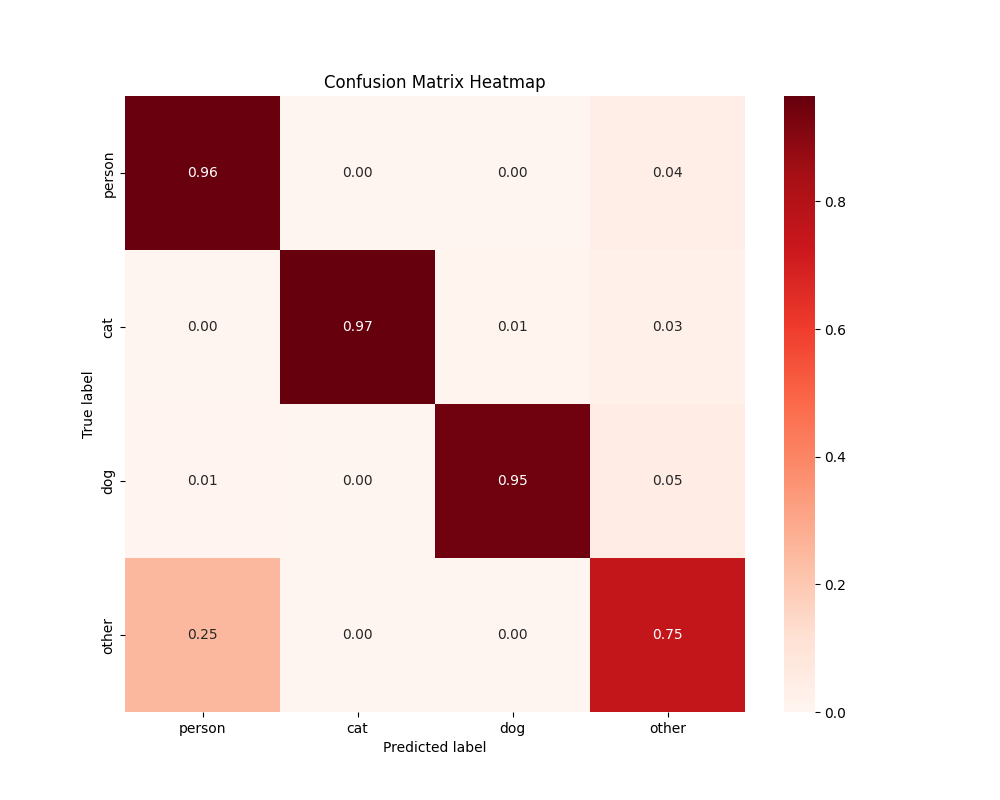 Confusion Matrix Heatmap
person
0.96
0.00
0.00
0.04
0.8
cat
0.00
0.97
0.01
0.03
0.6
True label
dog
0.01
0.00
0.95
0.05
0.4
other
0.25
0.00
0.00
0.75
0.2
0.0
person
cat
dog
other
Predicted label